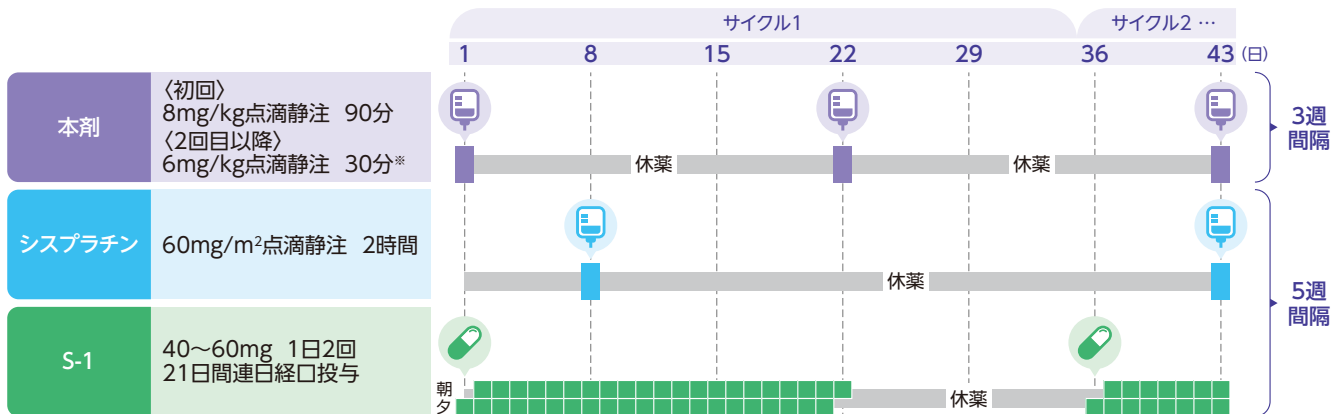 サイクル1
サイクル2 …
1 8 15 22 29 36 43 (日)
本剤
〈初回〉
8mg/kg点滴静注 90分
〈2回目以降〉
6mg/kg点滴静注 30分※
休薬
休薬
3週
間隔
シスプラチン
60mg/m²点滴静注 2時間
休薬
5週
間隔
S-1
40〜60mg 1日2回
21日間連日経口投与
朝
夕
休薬